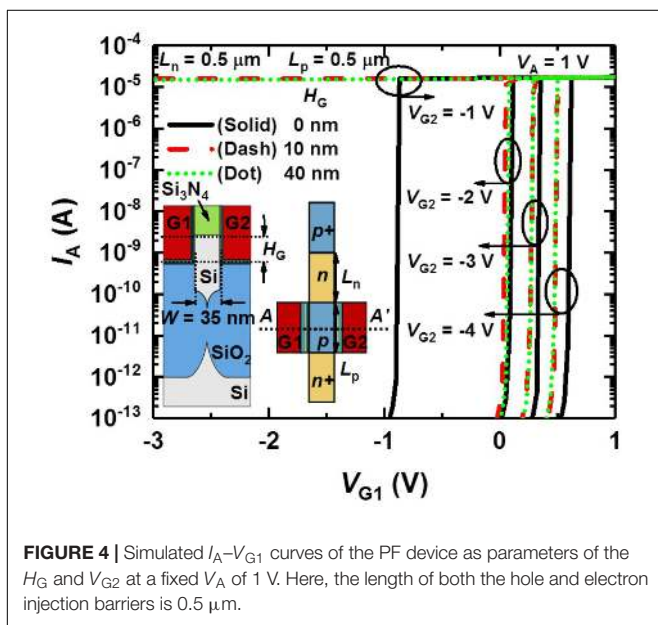 10⁻⁴
10⁻⁵
10⁻⁶
10⁻⁷
10⁻⁸
10⁻⁹
10⁻¹⁰
10⁻¹¹
10⁻¹²
10⁻¹³
I_A (A)
L_n = 0.5 μm L_p = 0.5 μm V_A = 1 V
H_G
(Solid) 0 nm
(Dash) 10 nm
(Dot) 40 nm
V_G2 = -1 V
V_G2 = -2 V
V_G2 = -3 V
V_G2 = -4 V
Si₃N₄
G1 G2
H_G
Si
W = 35 nm
SiO₂
Si
p+
n L_n
A A'
G1 p G2
n+ L_p
-3 -2 -1 0 1
V_G1 (V)
FIGURE 4 | Simulated I_A–V_G1 curves of the PF device as parameters of the
H_G and V_G2 at a fixed V_A of 1 V. Here, the length of both the hole and electron
injection barriers is 0.5 μm.